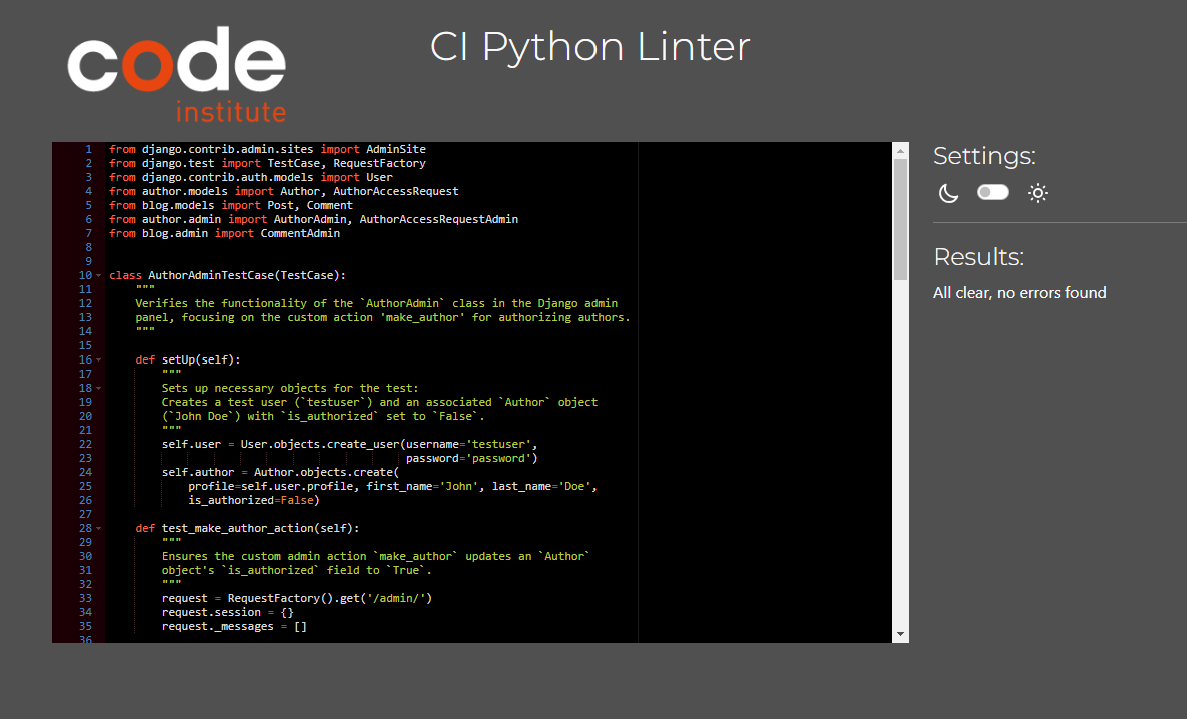 code
institute
CI Python Linter
1 from django.contrib.admin.sites import AdminSite
2 from django.test import TestCase, RequestFactory
3 from django.contrib.auth.models import User
4 from author.models import Author, AuthorAccessRequest
5 from blog.models import Post, Comment
6 from author.admin import AuthorAdmin, AuthorAccessRequestAdmin
7 from blog.admin import CommentAdmin
8
9
10 class AuthorAdminTestCase(TestCase):
11     """
12     Verifies the functionality of the `AuthorAdmin` class in the Django admin
13     panel, focusing on the custom action 'make_author' for authorizing authors.
14     """
15
16     def setUp(self):
17         """
18         Sets up necessary objects for the test:
19         Creates a test user (`testuser`) and an associated `Author` object
20         (`John Doe`) with `is_authorized` set to `False`.
21         """
22         self.user = User.objects.create_user(username='testuser',
23                                              password='password')
24         self.author = Author.objects.create(
25             profile=self.user.profile, first_name='John', last_name='Doe',
26             is_authorized=False)
27
28     def test_make_author_action(self):
29         """
30         Ensures the custom admin action `make_author` updates an `Author`
31         object's `is_authorized` field to `True`.
32         """
33         request = RequestFactory().get('/admin/')
34         request.session = {}
35         request._messages = []
36
Settings:
Results:
All clear, no errors found